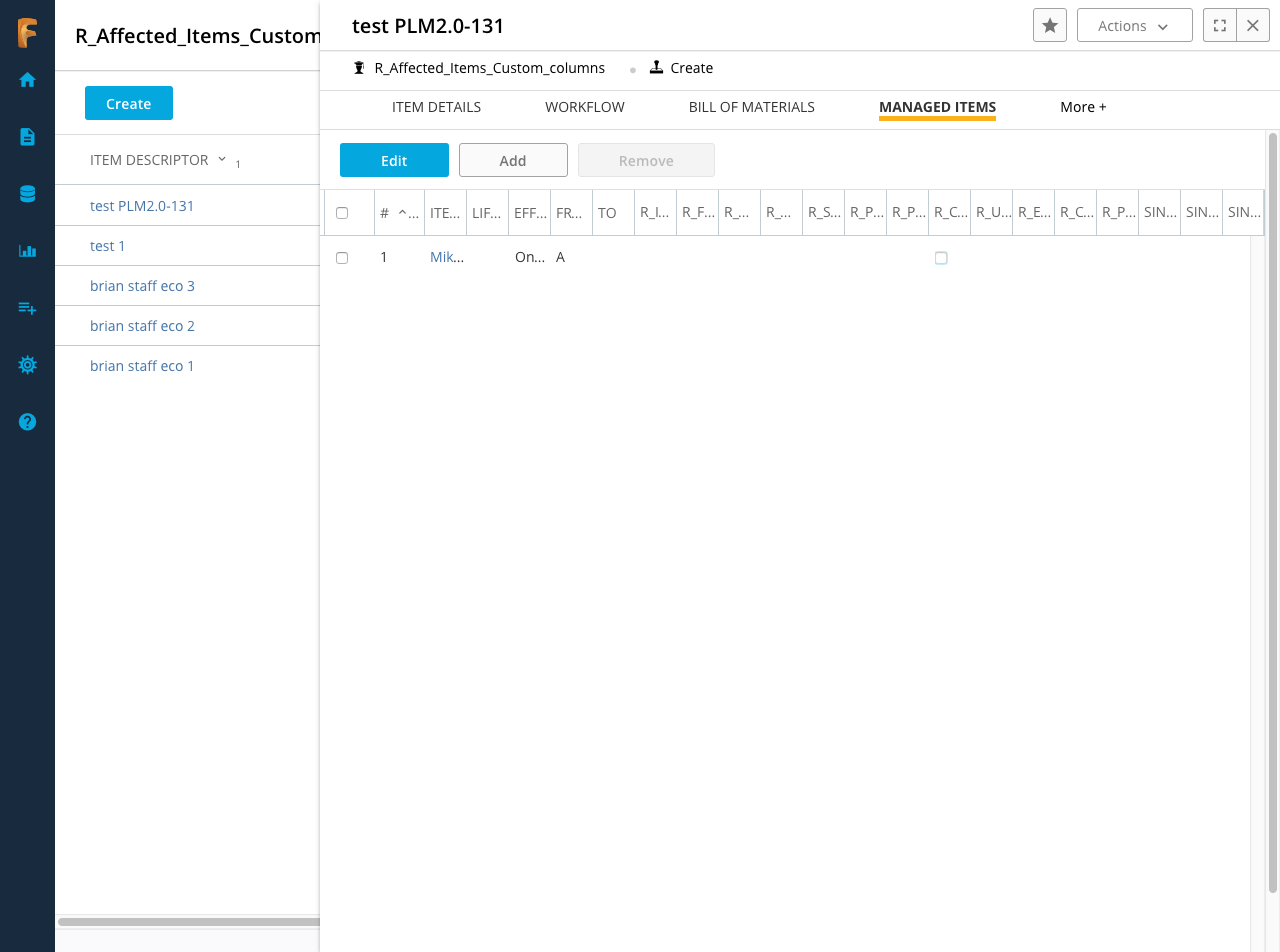 R_Affected_Items_Custom
Create
ITEM DESCRIPTOR 1
test PLM2.0-131
test 1
brian staff eco 3
brian staff eco 2
brian staff eco 1
test PLM2.0-131
Actions
R_Affected_Items_Custom_columns
Create
ITEM DETAILS WORKFLOW BILL OF MATERIALS MANAGED ITEMS More +
Edit Add Remove
# ... ITE... LIF... EFF... FR... TO R_I... R_F... R_... R_... R_S... R_P... R_P... R_C... R_U... R_E... R_C... R_P... SIN... SIN... SIN...
1 Mik... On... A